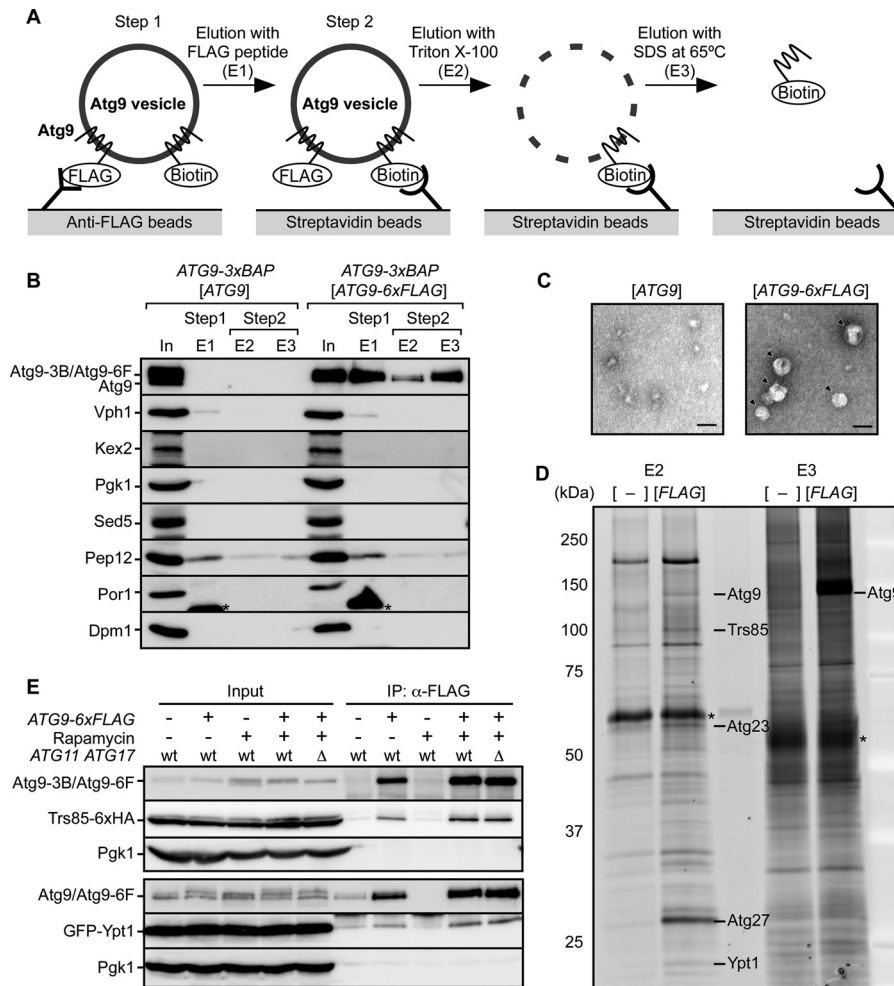 A
Step 1
Elution with
FLAG peptide
(E1)
Step 2
Elution with
Triton X-100
(E2)
Elution with
SDS at 65ºC
(E3)
Atg9 vesicle
Atg9 vesicle
Atg9
FLAG
Biotin
FLAG
Biotin
Biotin
Biotin
Anti-FLAG beads
Streptavidin beads
Streptavidin beads
Streptavidin beads
B
ATG9-3xBAP
[ATG9]
ATG9-3xBAP
[ATG9-6xFLAG]
Step1 Step2 Step1 Step2
In E1 E2 E3 In E1 E2 E3
Atg9-3B/Atg9-6F
Atg9
Vph1
Kex2
Pgk1
Sed5
Pep12
Por1
* *
Dpm1
C
[ATG9]
[ATG9-6xFLAG]
D
E2 E3
(kDa) [ – ] [FLAG] [ – ] [FLAG]
250
150
100
75
50
37
25
Atg9
Trs85
*
Atg23
Atg27
Ypt1
Atg9
*
E
Input IP: α-FLAG
ATG9-6xFLAG - + - + + - + - + +
Rapamycin - - + + + - - + + +
ATG11 ATG17 wt wt wt wt Δ wt wt wt wt Δ
Atg9-3B/Atg9-6F
Trs85-6xHA
Pgk1
Atg9/Atg9-6F
GFP-Ypt1
Pgk1